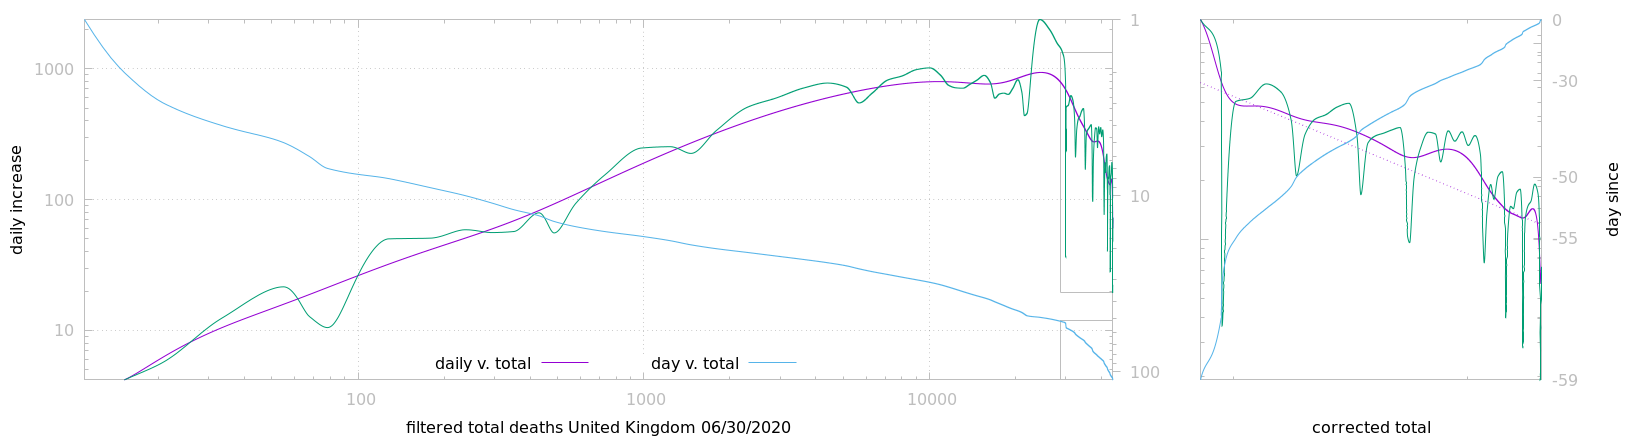 1000
100
10
daily increase
daily v. total
day v. total
100
1000
10000
filtered total deaths United Kingdom 06/30/2020
1
10
100
0
-30
-50
-55
-59
day since
corrected total